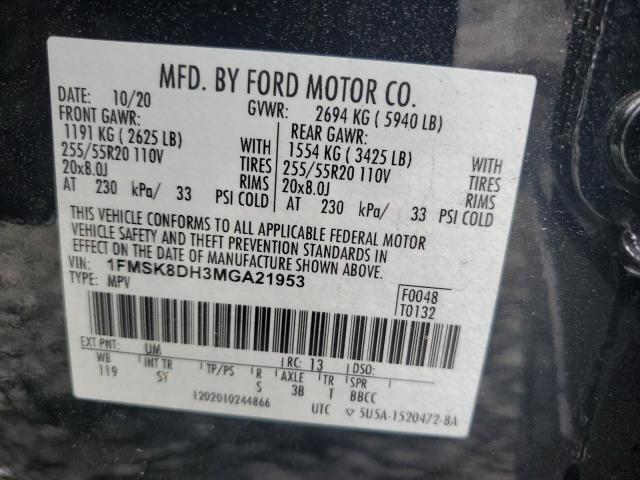 MFD. BY FORD MOTOR CO.
DATE: 10/20 GVWR: 2694 KG ( 5940 LB)
FRONT GAWR: REAR GAWR:
1191 KG ( 2625 LB) WITH 1554 KG ( 3425 LB) WITH
255/55R20 110V TIRES 255/55R20 110V TIRES
20x8.0J RIMS 20x8.0J RIMS
AT 230 kPa/ 33 PSI COLD AT 230 kPa/ 33 PSI COLD
THIS VEHICLE CONFORMS TO ALL APPLICABLE FEDERAL MOTOR
VEHICLE SAFETY AND THEFT PREVENTION STANDARDS IN
EFFECT ON THE DATE OF MANUFACTURE SHOWN ABOVE.
VIN: 1FMSK8DH3MGA21953
TYPE: MPV
F0048
T0132
EXT PNT: UM RC: 13 DSO:
WB INT TR TP/PS R AXLE TR SPR
119 SY S 3B T BBCC
1202010244866 UTC ▽ 5U5A-1520472-BA